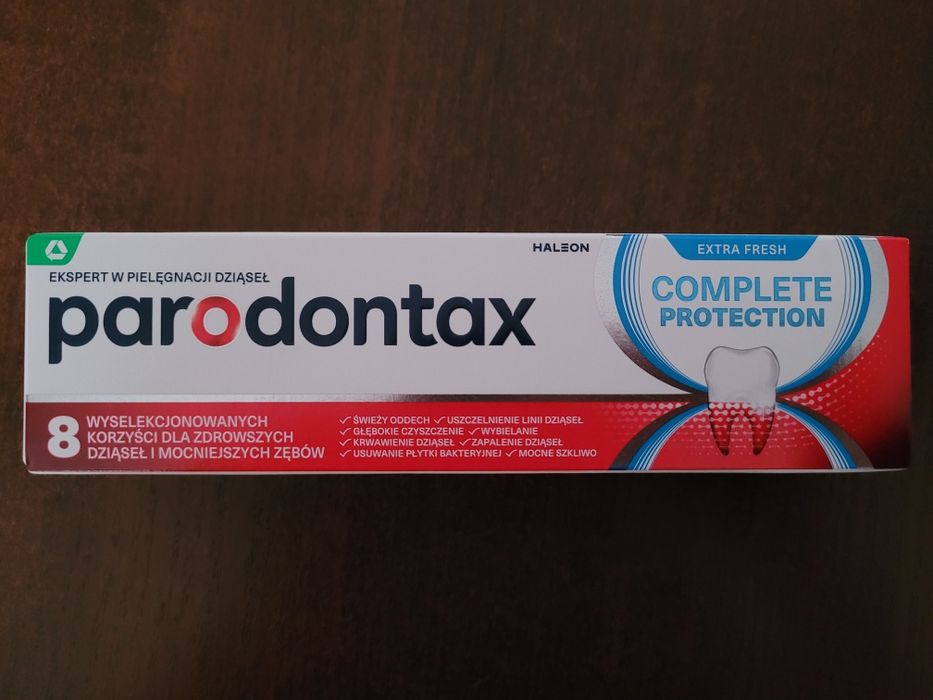 EKSPERT W PIELĘGNACJI DZIĄSEŁ
parodontax
HALEON
EXTRA FRESH
COMPLETE
PROTECTION
8 WYSELEKCJONOWANYCH
KORZYŚCI DLA ZDROWSZYCH
DZIĄSEŁ I MOCNIEJSZYCH ZĘBÓW
✓ ŚWIEŻY ODDECH ✓ USZCZELNIENIE LINII DZIĄSEŁ
✓ GŁĘBOKIE CZYSZCZENIE ✓ WYBIELANIE
✓ KRWAWIENIE DZIĄSEŁ ✓ ZAPALENIE DZIĄSEŁ
✓ USUWANIE PŁYTKI BAKTERYJNEJ ✓ MOCNE SZKLIWO